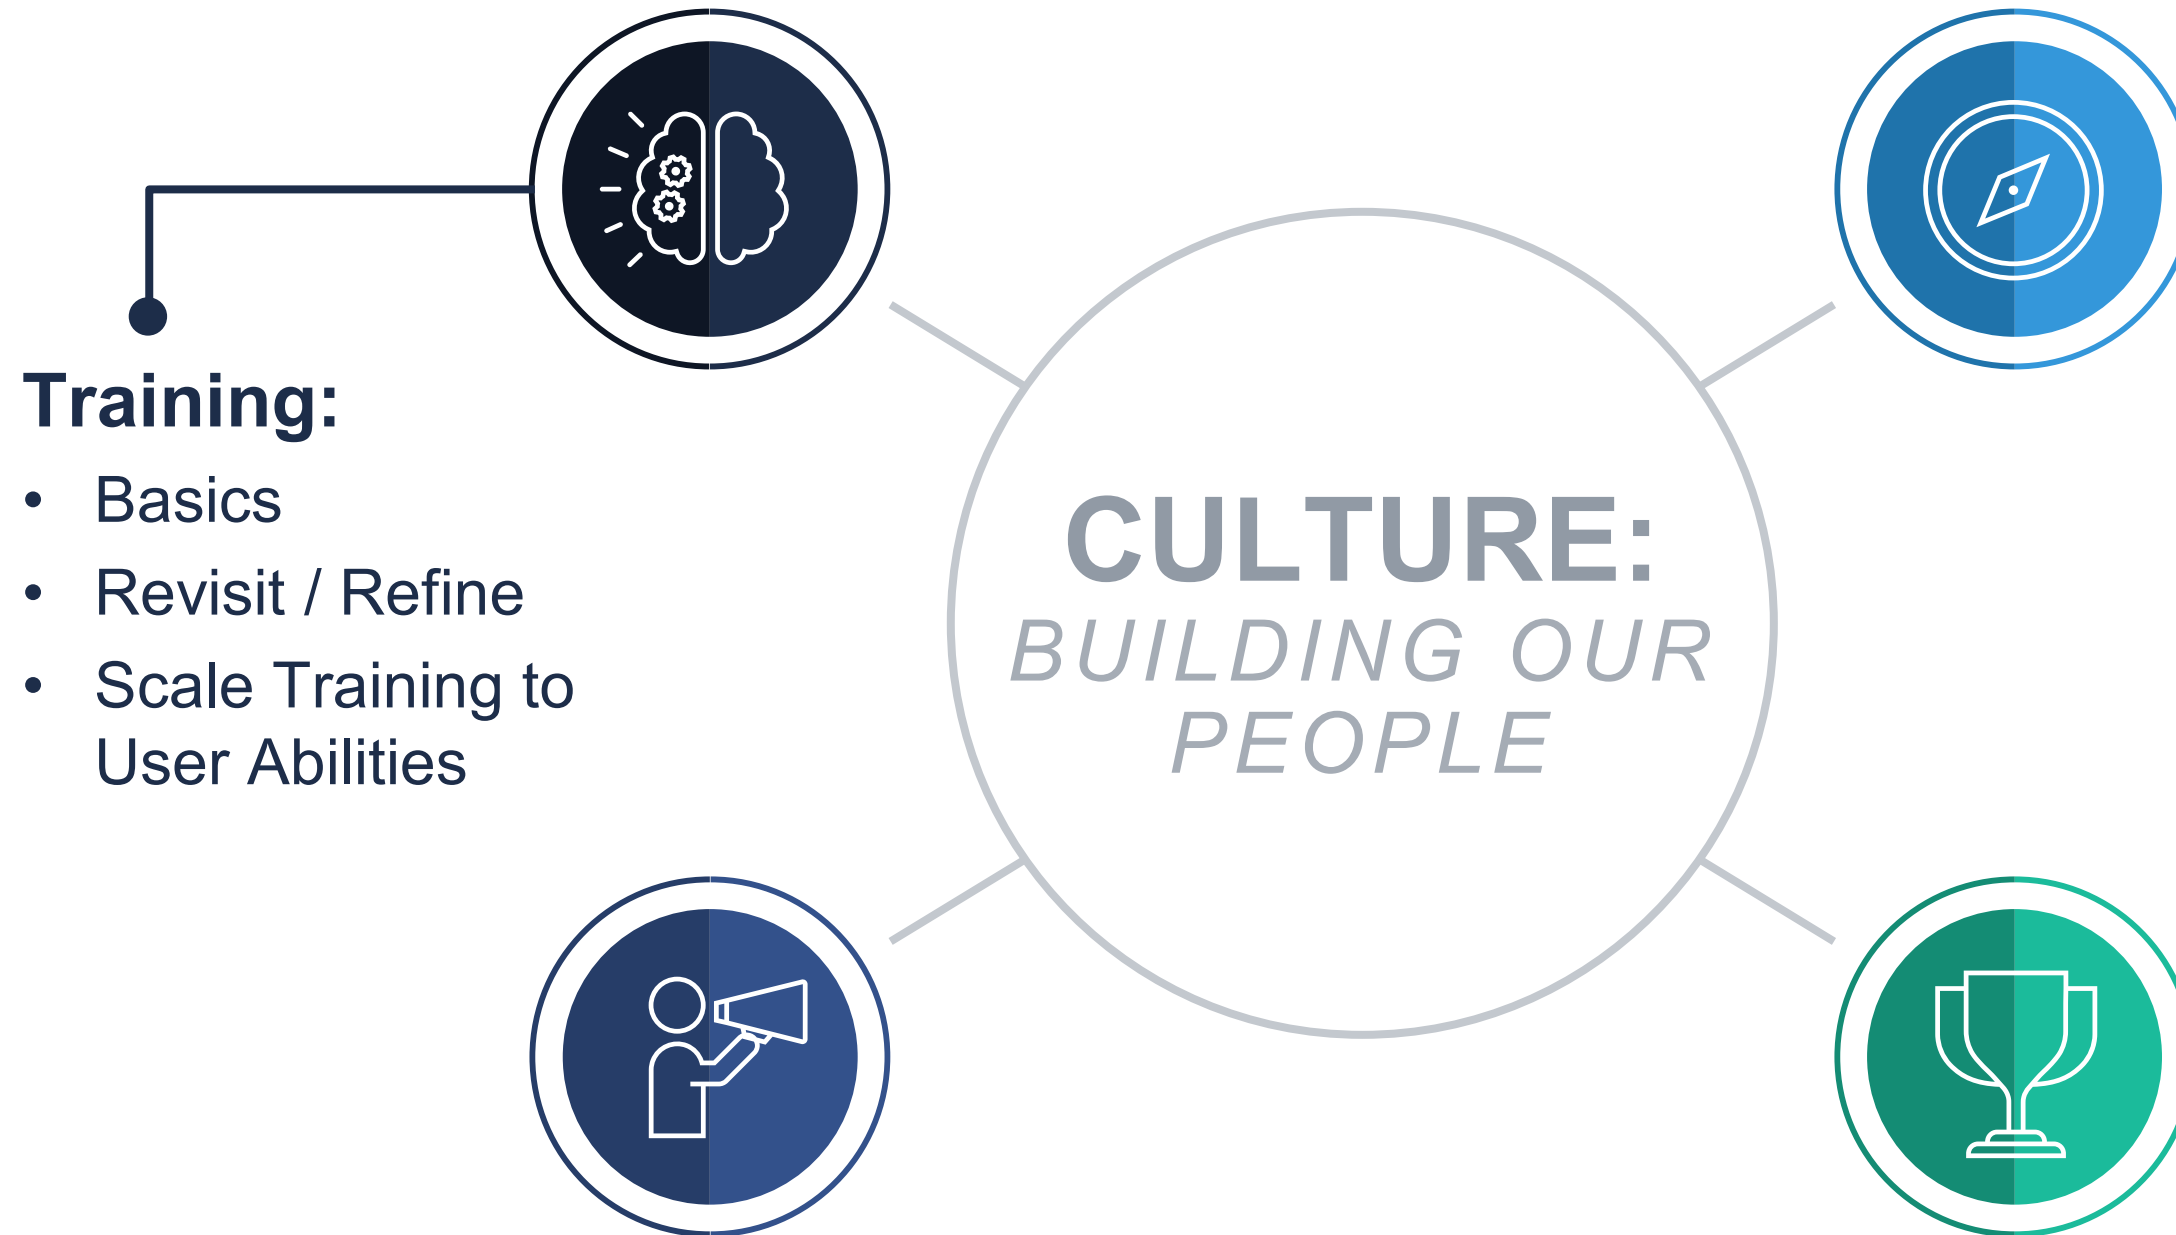 Training:
• Basics
• Revisit / Refine
• Scale Training to
User Abilities
CULTURE:
BUILDING OUR
PEOPLE